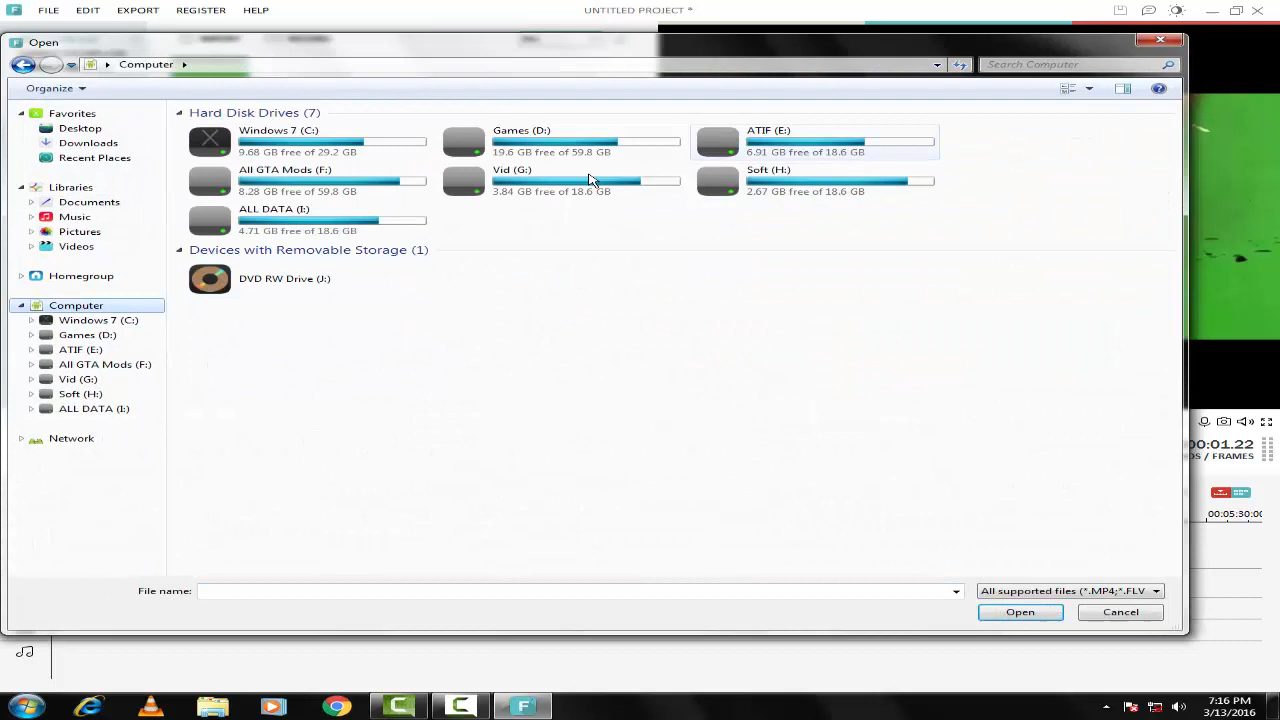 FILE EDIT EXPORT REGISTER HELP UNTITLED PROJECT *
Open
Computer Search Computer
Organize
Favorites
Desktop
Downloads
Recent Places
Libraries
Documents
Music
Pictures
Videos
Homegroup
Computer
Windows 7 (C:)
Games (D:)
ATIF (E:)
All GTA Mods (F:)
Vid (G:)
Soft (H:)
ALL DATA (I:)
Network
Hard Disk Drives (7)
Windows 7 (C:)
9.68 GB free of 29.2 GB
Games (D:)
19.6 GB free of 59.8 GB
ATIF (E:)
6.91 GB free of 18.6 GB
All GTA Mods (F:)
8.28 GB free of 59.8 GB
Vid (G:)
3.84 GB free of 18.6 GB
Soft (H:)
2.67 GB free of 18.6 GB
ALL DATA (I:)
4.71 GB free of 18.6 GB
Devices with Removable Storage (1)
DVD RW Drive (J:)
File name: All supported files (*.MP4;*.FLV
Open Cancel
00:01.22
DS / FRAMES
00:05:30:00
7:16 PM
3/13/2016